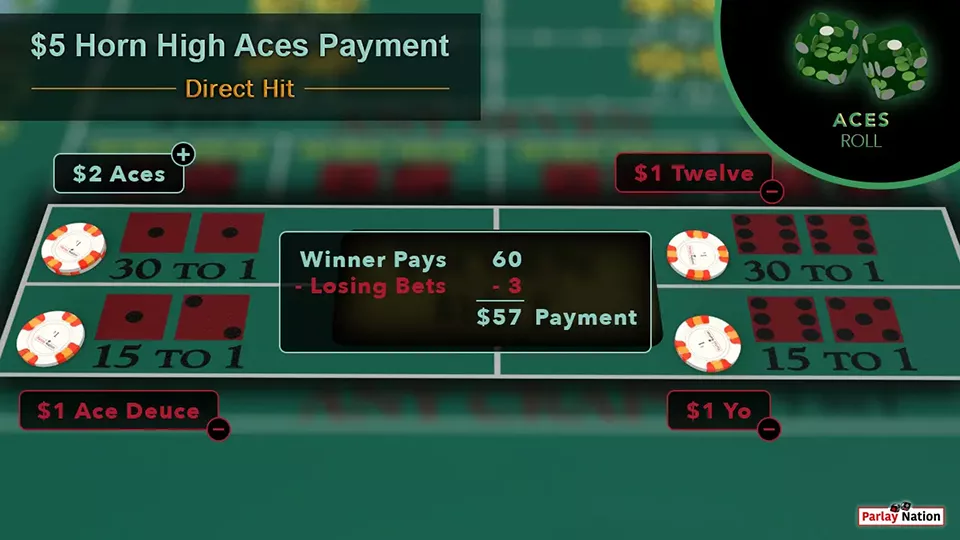 $5 Horn High Aces Payment
Direct Hit
ACES
ROLL
$2 Aces
+
$1 Twelve
−
30 TO 1
30 TO 1
Winner Pays 60
- Losing Bets - 3
$57 Payment
15 TO 1
15 TO 1
$1 Ace Deuce
−
$1 Yo
−
Parlay Nation